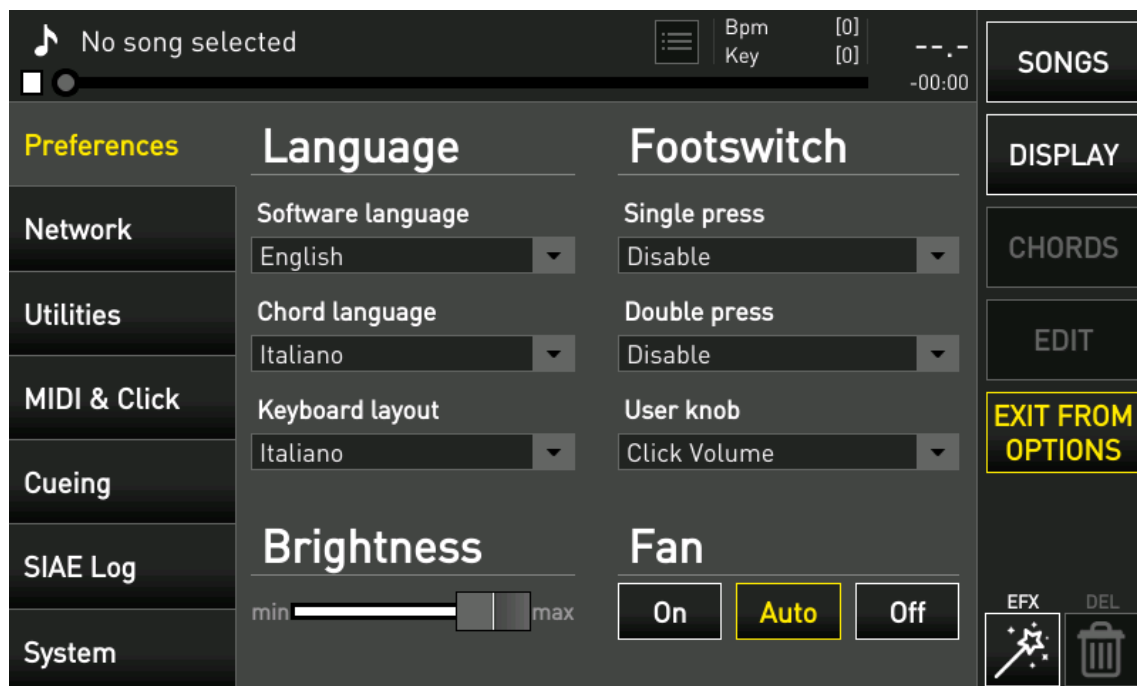 No song selected
Bpm [0]
Key [0]
--.-
-00:00
SONGS
DISPLAY
CHORDS
EDIT
EXIT FROM
OPTIONS
EFX
DEL
Preferences
Network
Utilities
MIDI & Click
Cueing
SIAE Log
System
Language
Software language
English
Chord language
Italiano
Keyboard layout
Italiano
Brightness
min
max
Footswitch
Single press
Disable
Double press
Disable
User knob
Click Volume
Fan
On
Auto
Off